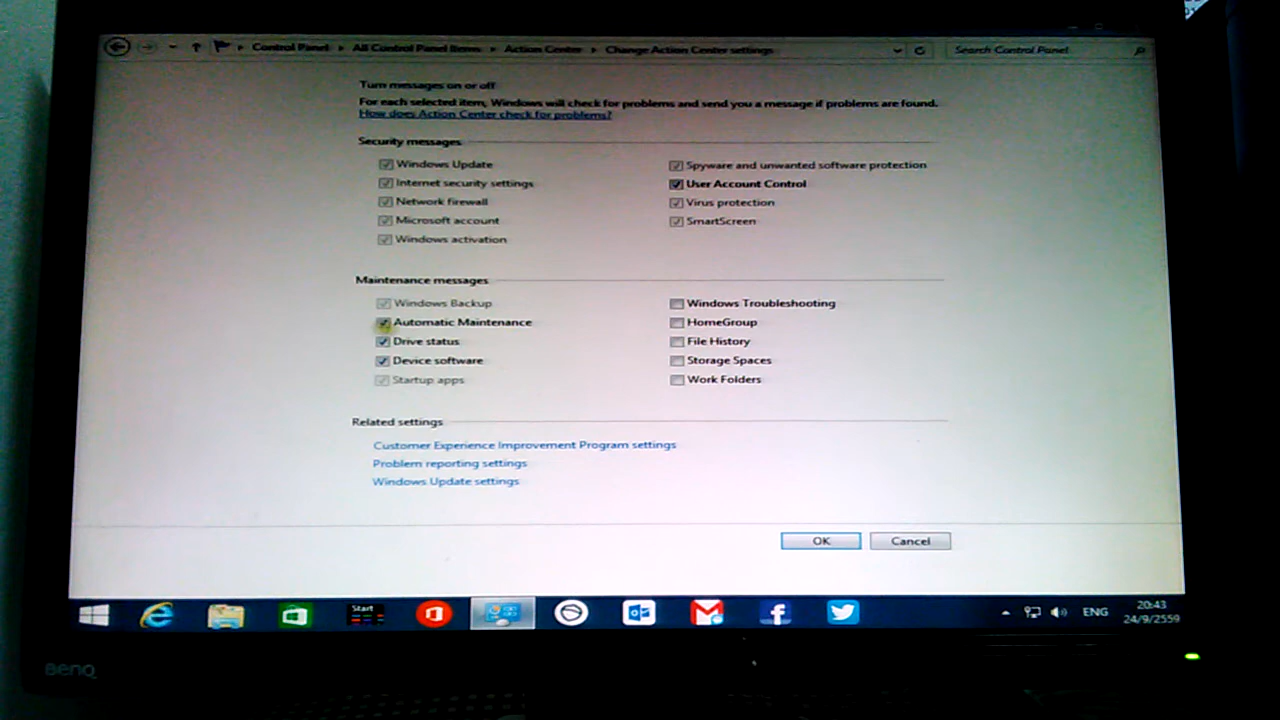 Control Panel ▸ All Control Panel Items ▸ Action Center ▸ Change Action Center settings
Search Control Panel
Turn messages on or off
For each selected item, Windows will check for problems and send you a message if problems are found.
How does Action Center check for problems?
Security messages
Windows Update
Spyware and unwanted software protection
Internet security settings
User Account Control
Network firewall
Virus protection
Microsoft account
SmartScreen
Windows activation
Maintenance messages
Windows Backup
Windows Troubleshooting
Automatic Maintenance
HomeGroup
Drive status
File History
Device software
Storage Spaces
Startup apps
Work Folders
Related settings
Customer Experience Improvement Program settings
Problem reporting settings
Windows Update settings
OK
Cancel
Start
ENG
20:43
24/9/2559
BenQ